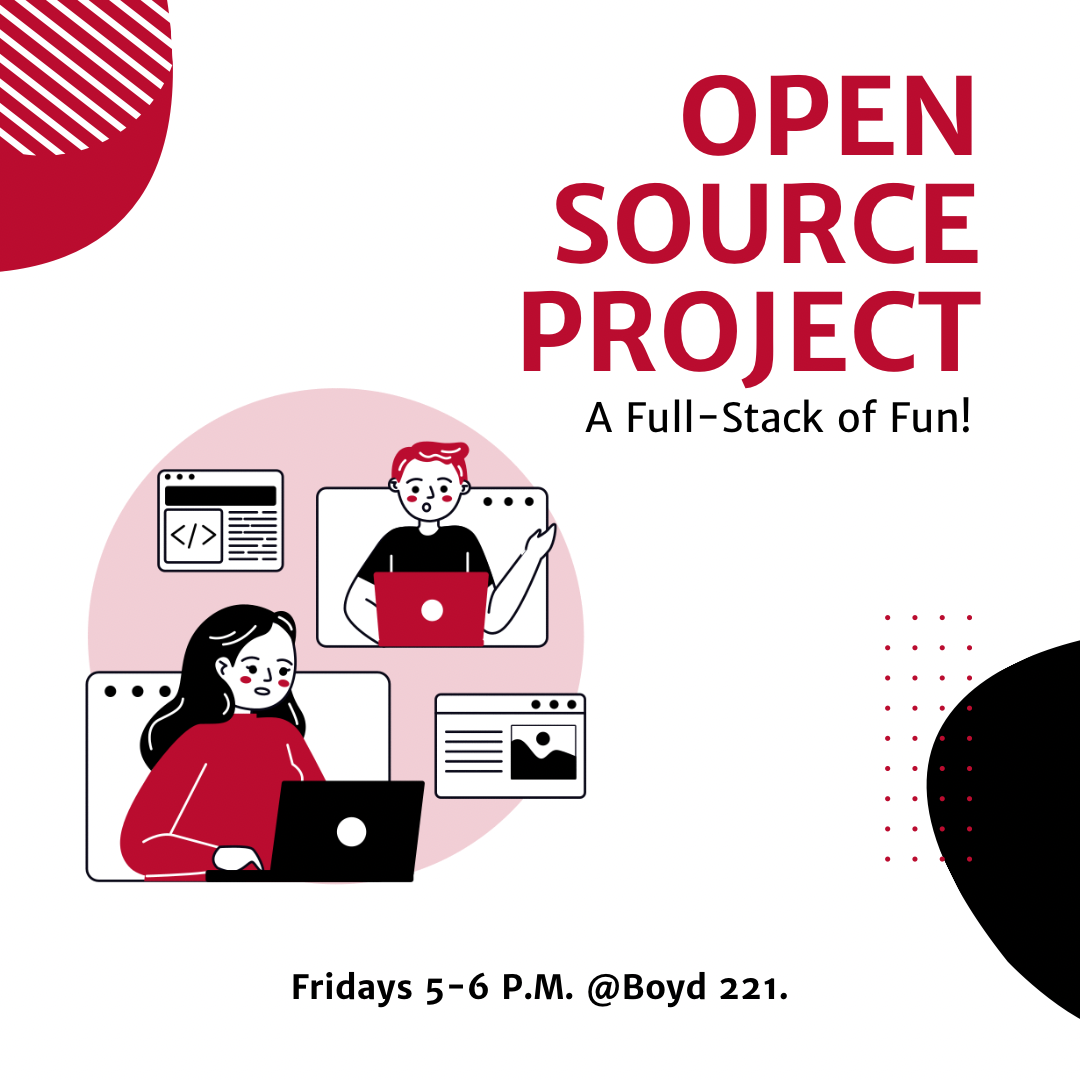 OPEN
SOURCE
PROJECT
A Full-Stack of Fun!
</>
Fridays 5-6 P.M. @Boyd 221.